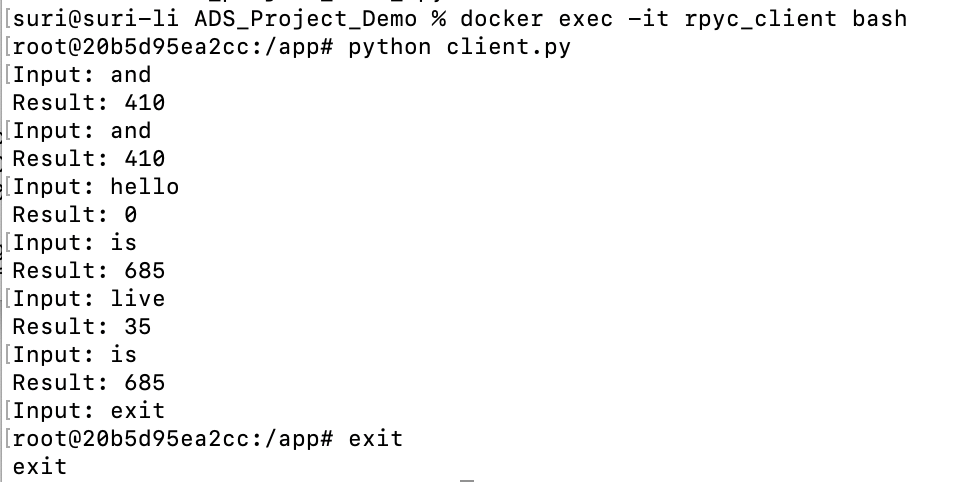 [suri@suri-li ADS_Project_Demo % docker exec -it rpyc_client bash
[root@20b5d95ea2cc:/app# python client.py
[Input: and
Result: 410
[Input: and
Result: 410
[Input: hello
Result: 0
[Input: is
Result: 685
[Input: live
Result: 35
[Input: is
Result: 685
[Input: exit
[root@20b5d95ea2cc:/app# exit
exit